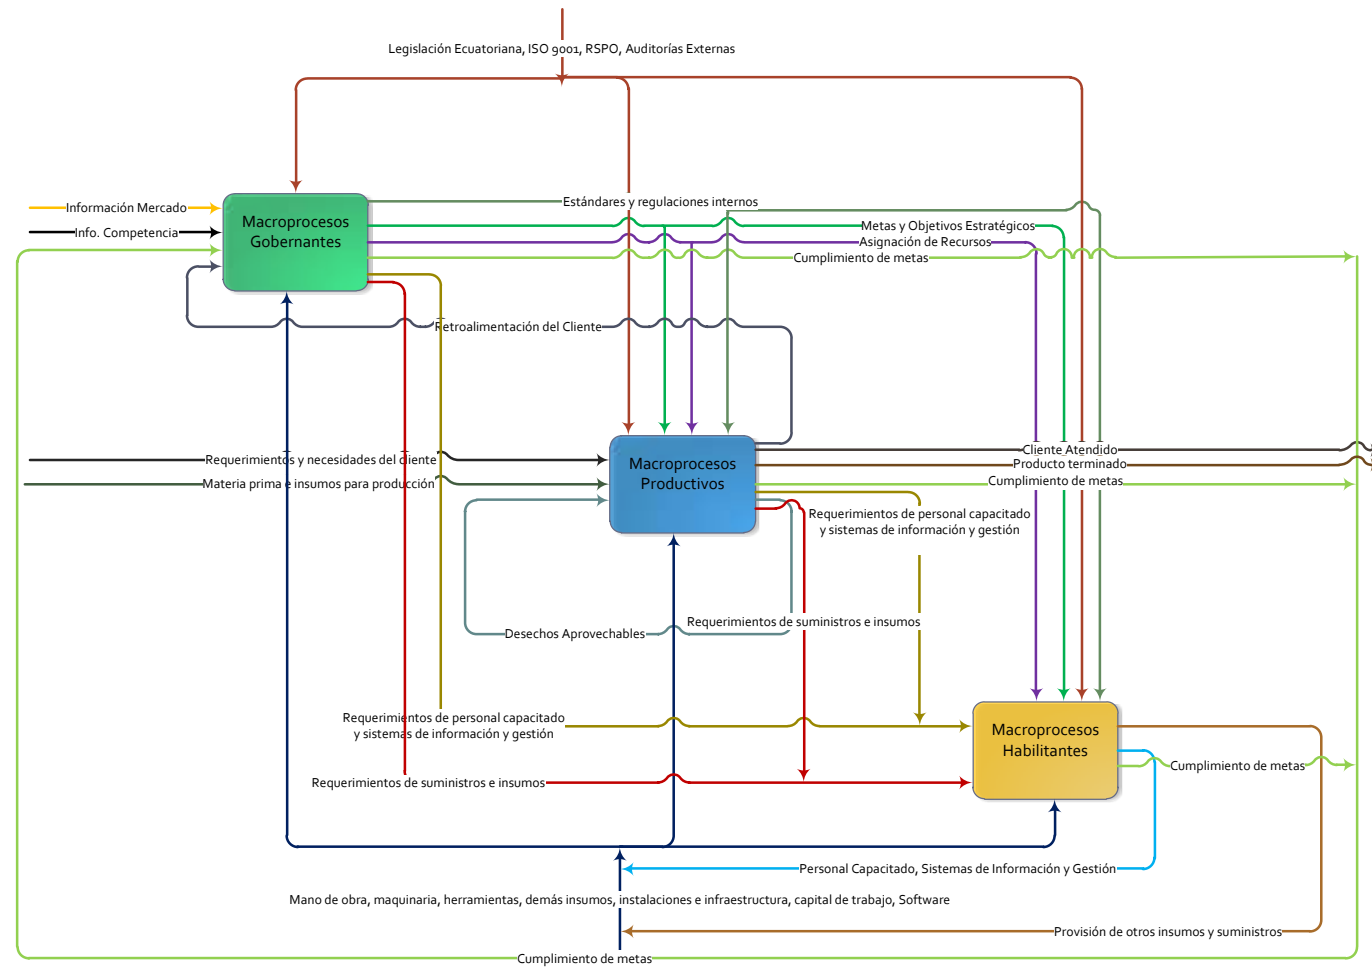 Legislación Ecuatoriana, ISO 9001, RSPO, Auditorías Externas
Información Mercado
Info. Competencia
Macroprocesos
Gobernantes
Estándares y regulaciones internos
Metas y Objetivos Estratégicos
Asignación de Recursos
Cumplimiento de metas
Retroalimentación del Cliente
Requerimientos y necesidades del cliente
Materia prima e insumos para producción
Macroprocesos
Productivos
Cliente Atendido
Producto terminado
Cumplimiento de metas
Requerimientos de personal capacitado
y sistemas de información y gestión
Requerimientos de suministros e insumos
Desechos Aprovechables
Requerimientos de personal capacitado
y sistemas de información y gestión
Requerimientos de suministros e insumos
Macroprocesos
Habilitantes
Cumplimiento de metas
Personal Capacitado, Sistemas de Información y Gestión
Mano de obra, maquinaria, herramientas, demás insumos, instalaciones e infraestructura, capital de trabajo, Software
Provisión de otros insumos y suministros
Cumplimiento de metas